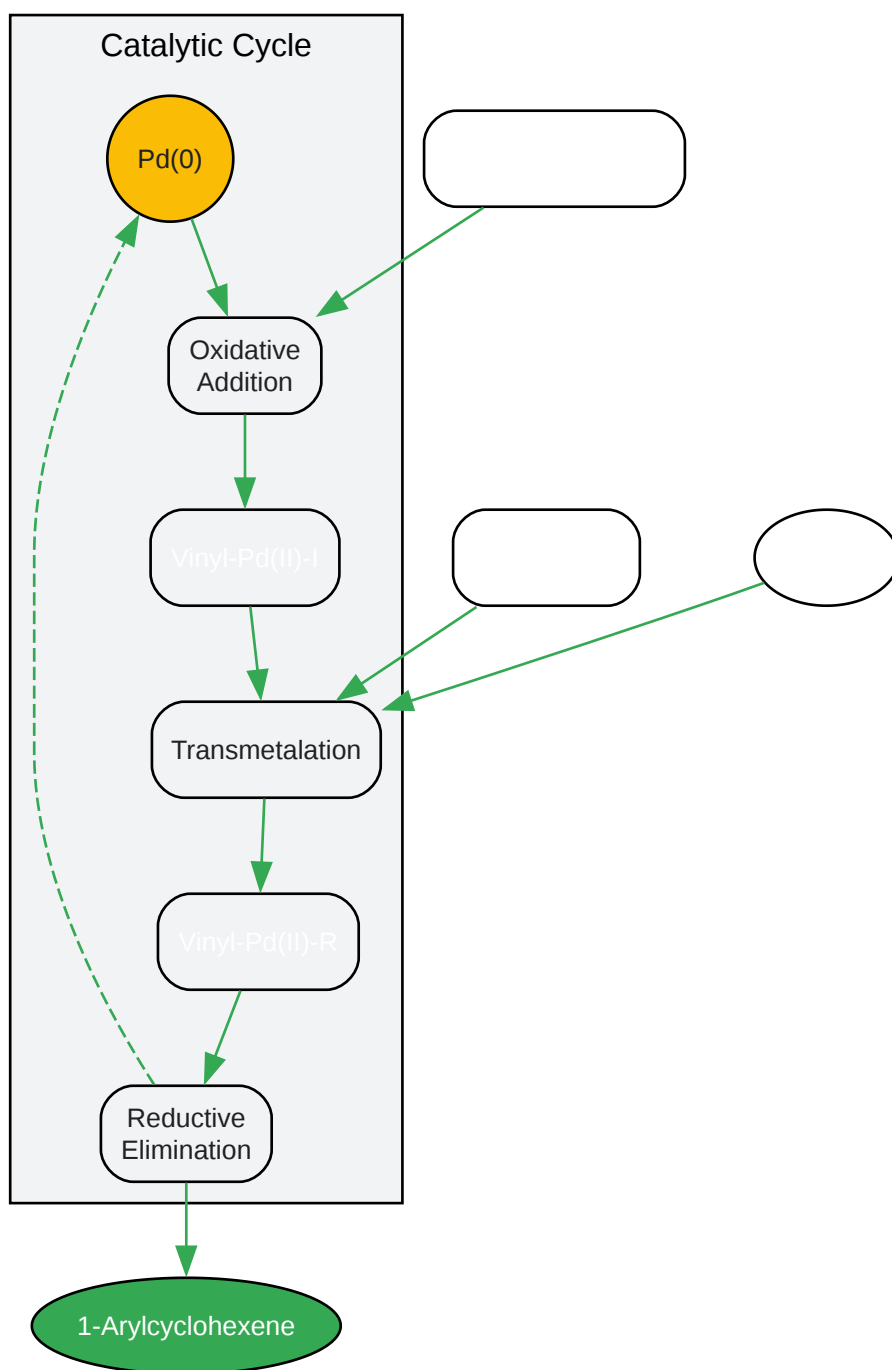 Catalytic Cycle
Pd(0)
Oxidative
Addition
Vinyl-Pd(II)-I
Transmetalation
Vinyl-Pd(II)-R
Reductive
Elimination
1-Arylcyclohexene